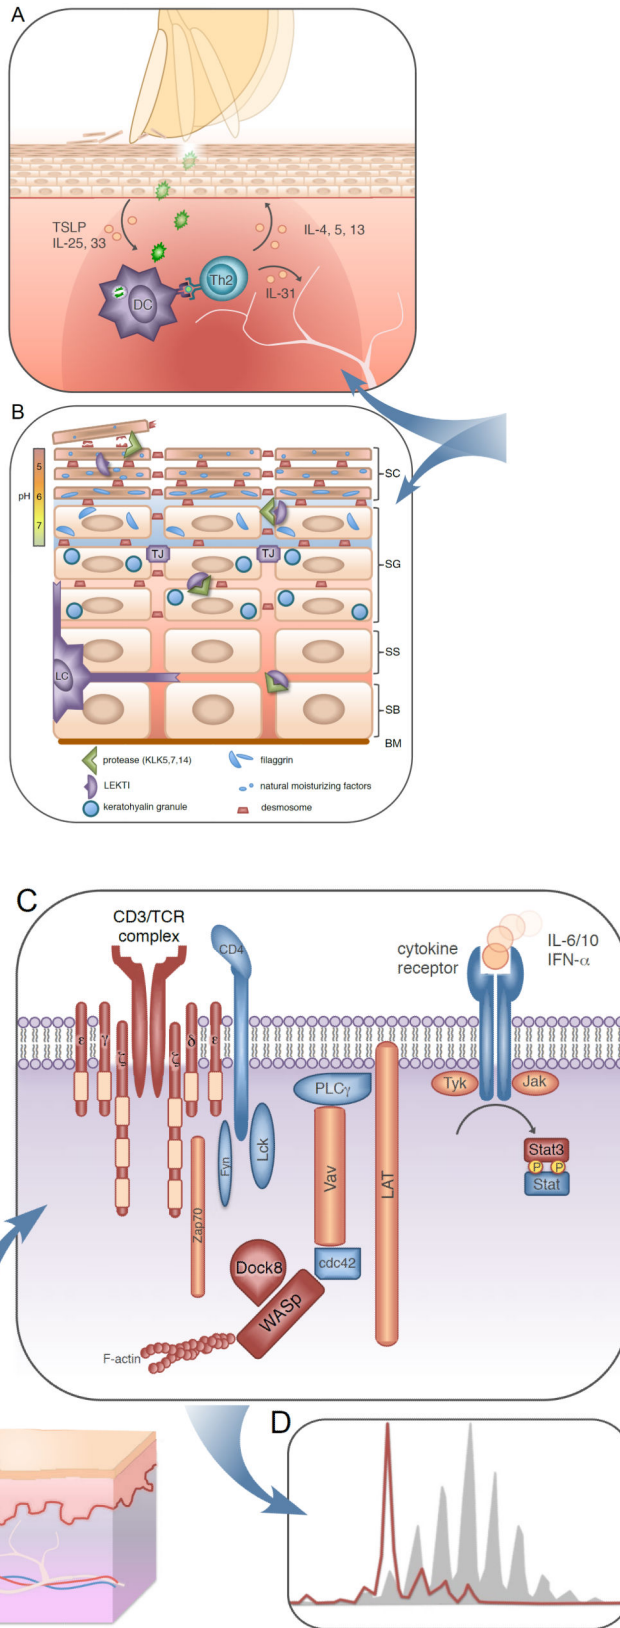 A
TSLP
IL-25, 33
IL-4, 5, 13
Th2
DC
IL-31
B
pH
5
6
7
SC
TJ
TJ
SG
SS
LC
SB
BM
protease (KLK5,7,14)
filaggrin
LEKTI
natural moisturizing factors
keratohyalin granule
desmosome
C
CD3/TCR
complex
CD4
cytokine
receptor
IL-6/10
IFN-α
ε
γ
ξ
ξ
δ
ε
PLCγ
Tyk
Jak
Fyn
Lck
Zap70
Vav
LAT
Stat3
P
P
Stat
cdc42
Dock8
WASp
F-actin
D